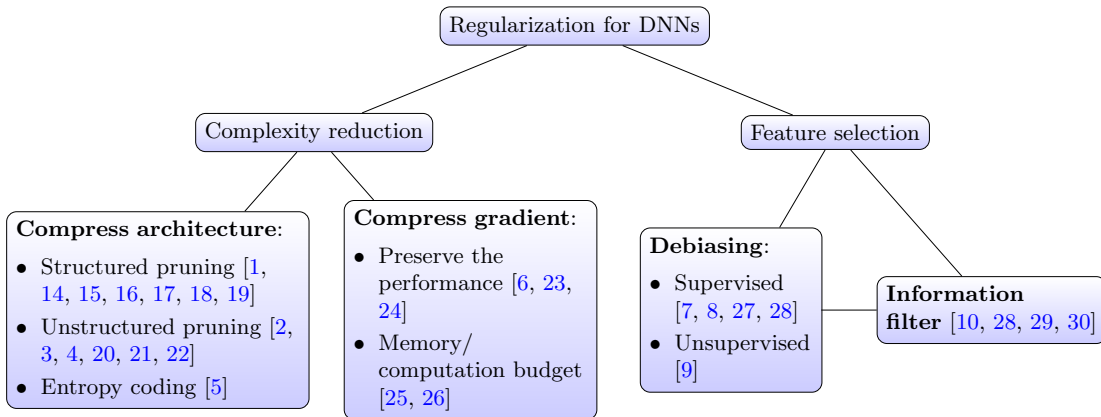 Regularization for DNNs
Complexity reduction
Feature selection
Compress architecture:
• Structured pruning [1,
14, 15, 16, 17, 18, 19]
• Unstructured pruning [2,
3, 4, 20, 21, 22]
• Entropy coding [5]
Compress gradient:
• Preserve the
performance [6, 23,
24]
• Memory/
computation budget
[25, 26]
Debiasing:
• Supervised
[7, 8, 27, 28]
• Unsupervised
[9]
Information
filter [10, 28, 29, 30]